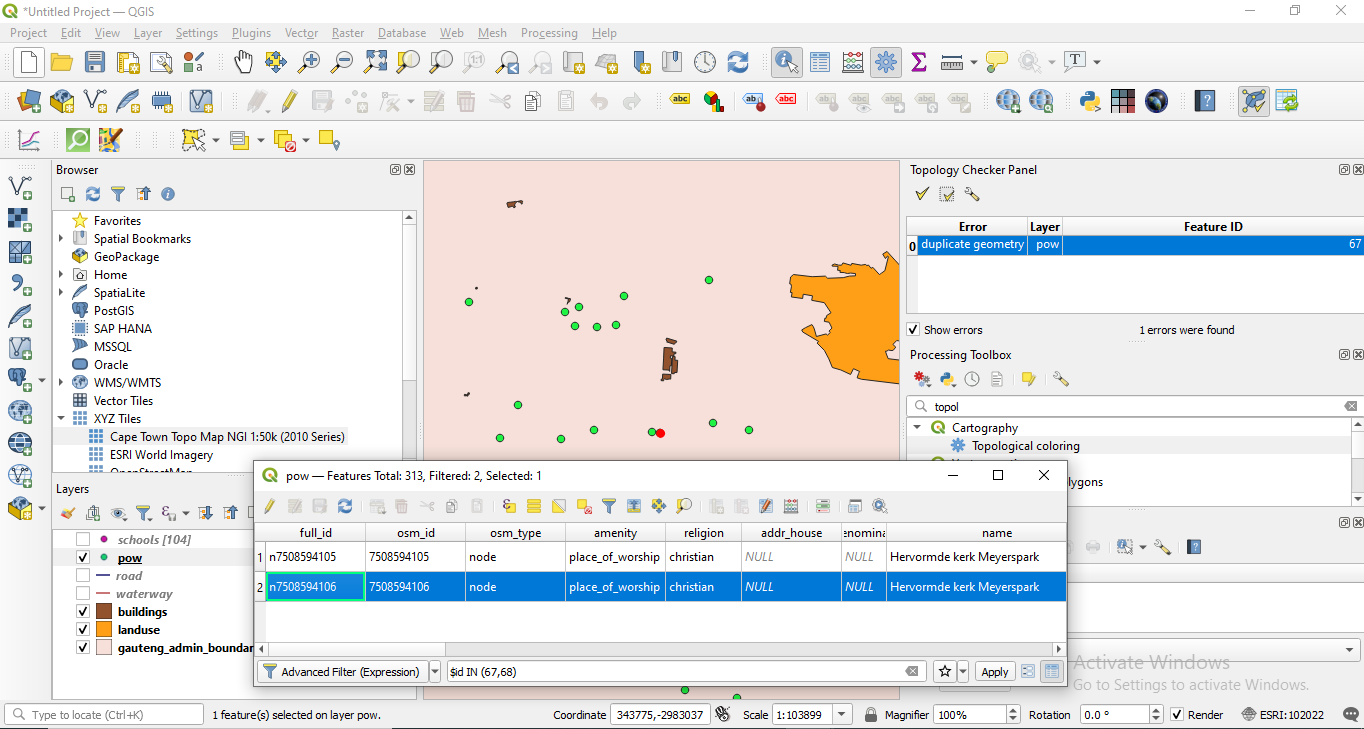 *Untitled Project — QGIS
Project Edit View Layer Settings Plugins Vector Raster Database Web Mesh Processing Help
Browser
Favorites
Spatial Bookmarks
GeoPackage
Home
SpatiaLite
PostGIS
SAP HANA
MSSQL
Oracle
WMS/WMTS
Vector Tiles
XYZ Tiles
Cape Town Topo Map NGI 1:50k (2010 Series)
ESRI World Imagery
OpenStreetMap
Layers
schools [104]
pow
road
waterway
buildings
landuse
gauteng_admin_boundar
Topology Checker Panel
Error Layer Feature ID
0 duplicate geometry pow 67
Show errors 1 errors were found
Processing Toolbox
topol
Cartography
Topological coloring
lygons
pow — Features Total: 313, Filtered: 2, Selected: 1
full_id osm_id osm_type amenity religion addr_house enomina name
1 n7508594105 7508594105 node place_of_worship christian NULL NULL Hervormde kerk Meyerspark
2 n7508594106 7508594106 node place_of_worship christian NULL NULL Hervormde kerk Meyerspark
Advanced Filter (Expression) $id IN (67,68) Apply
Activate Windows
Go to Settings to activate Windows.
Type to locate (Ctrl+K) 1 feature(s) selected on layer pow. Coordinate 343775,-2983037 Scale 1:103899 Magnifier 100% Rotation 0.0 ° Render ESRI:102022